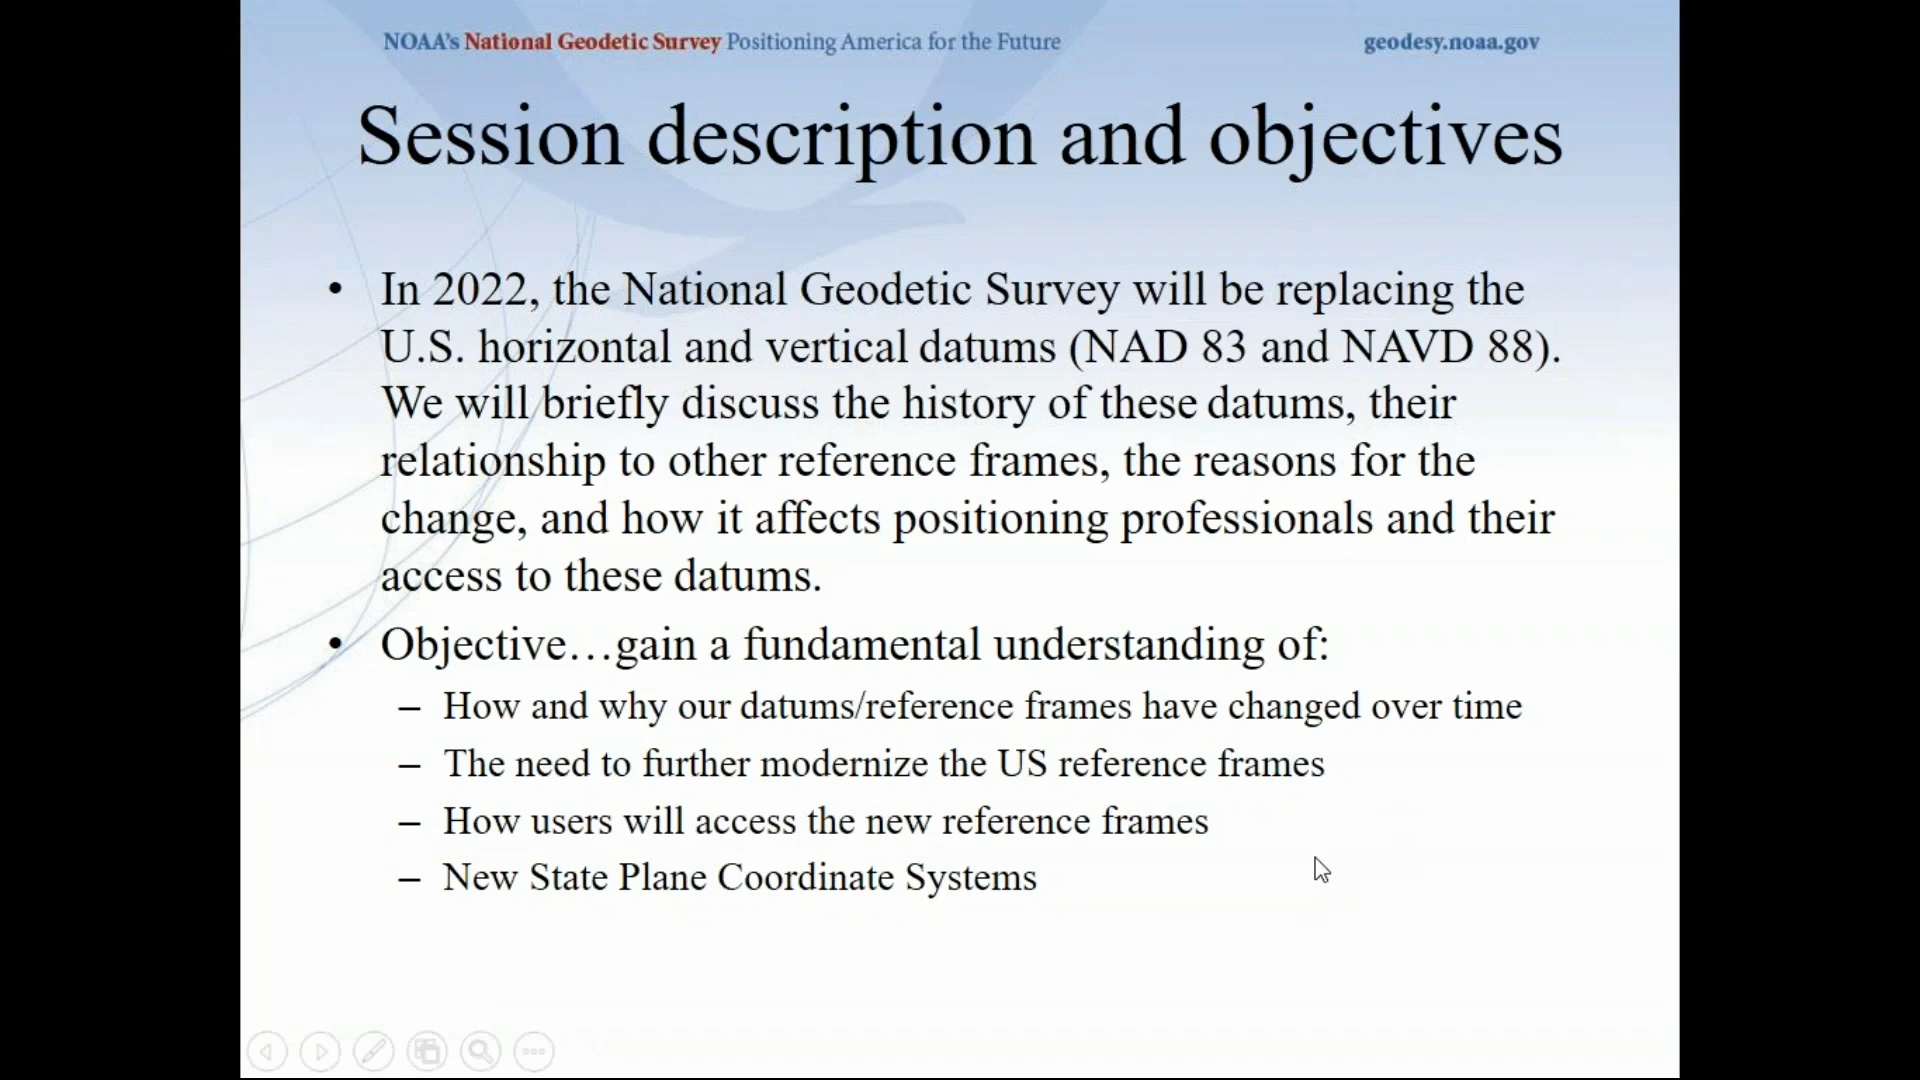 NOAA's National Geodetic Survey Positioning America for the Future
geodesy.noaa.gov
Session description and objectives
• In 2022, the National Geodetic Survey will be replacing the
U.S. horizontal and vertical datums (NAD 83 and NAVD 88).
We will briefly discuss the history of these datums, their
relationship to other reference frames, the reasons for the
change, and how it affects positioning professionals and their
access to these datums.
• Objective…gain a fundamental understanding of:
– How and why our datums/reference frames have changed over time
– The need to further modernize the US reference frames
– How users will access the new reference frames
– New State Plane Coordinate Systems